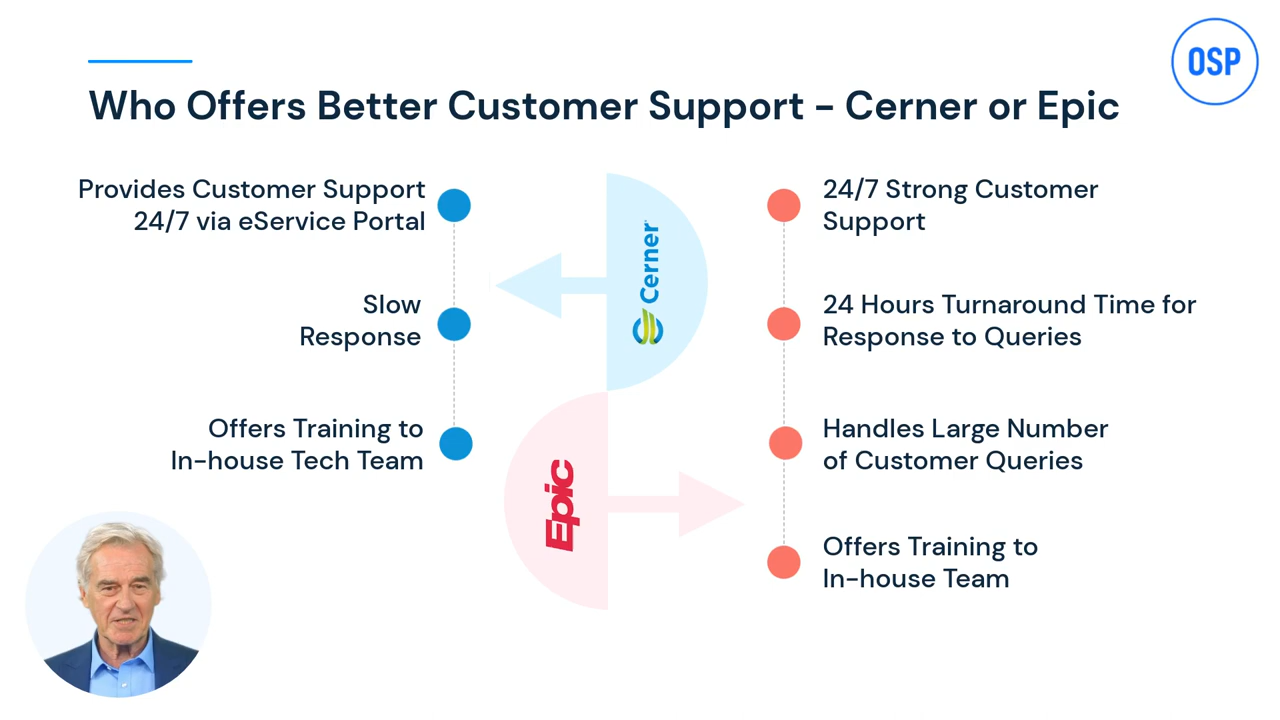 OSP
Who Offers Better Customer Support - Cerner or Epic
Provides Customer Support
24/7 via eService Portal
Slow
Response
Offers Training to
In-house Tech Team
Cerner
Epic
24/7 Strong Customer
Support
24 Hours Turnaround Time for
Response to Queries
Handles Large Number
of Customer Queries
Offers Training to
In-house Team